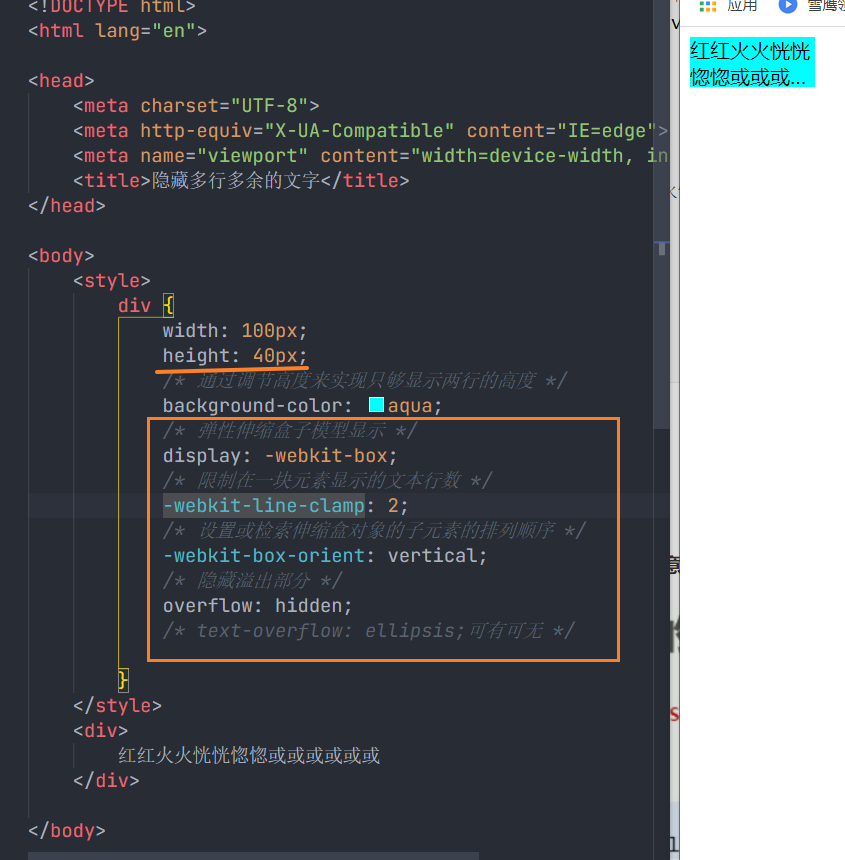 <!DOCTYPE html>
<html lang="en">
<head>
<meta charset="UTF-8">
<meta http-equiv="X-UA-Compatible" content="IE=edge">
<meta name="viewport" content="width=device-width, in
<title>隐藏多行多余的文字</title>
</head>
<body>
<style>
div {
width: 100px;
height: 40px;
/* 通过调节高度来实现只够显示两行的高度 */
background-color: aqua;
/* 弹性伸缩盒子模型显示 */
display: -webkit-box;
/* 限制在一块元素显示的文本行数 */
-webkit-line-clamp: 2;
/* 设置或检索伸缩盒对象的子元素的排列顺序 */
-webkit-box-orient: vertical;
/* 隐藏溢出部分 */
overflow: hidden;
/* text-overflow: ellipsis;可有可无 */
}
</style>
<div>
红红火火恍恍惚惚或或或或或或
</div>
</body>
应用
雪鹰领
红红火火恍恍
惚惚或或或...